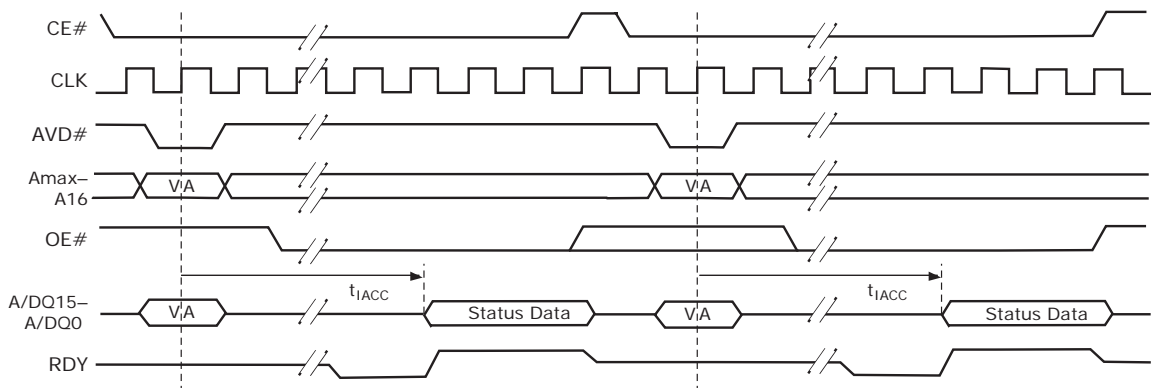 CE#
CLK
AVD#
Amax–
A16
VA
VA
OE#
tIACC
tIACC
A/DQ15–
A/DQ0
VA
Status Data
VA
Status Data
RDY